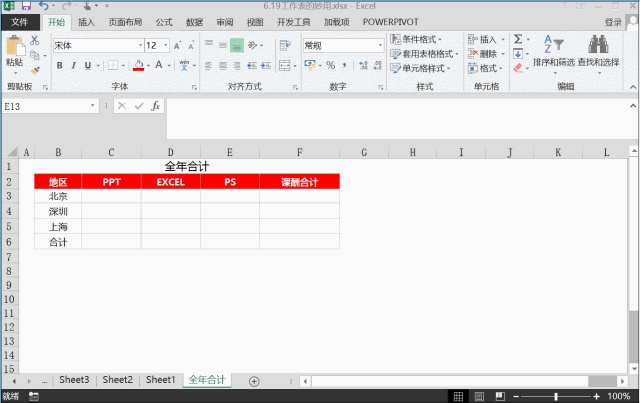 6.19工作表的妙用.xlsx - Excel
文件 开始 插入 页面布局 公式 数据 审阅 视图 开发工具 加载项 POWERPIVOT 登录
粘贴 宋体 12 常规 条件格式 插入 排序和筛选 查找和选择
B I U 套用表格格式 删除
单元格样式 格式
剪贴板 字体 对齐方式 数字 样式 单元格 编辑
E13 fx
A B C D E F G H I J K L
1 全年合计
2 地区 PPT EXCEL PS 课酬合计
3 北京
4 深圳
5 上海
6 合计
7
8
9
10
11
12
13
14
15
... Sheet3 Sheet2 Sheet1 全年合计
就绪 100%